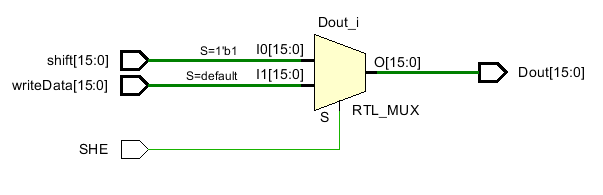 Dout_i
shift[15:0] S=1'b1 I0[15:0] O[15:0]
writeData[15:0] S=default I1[15:0] Dout[15:0]
S RTL_MUX
SHE